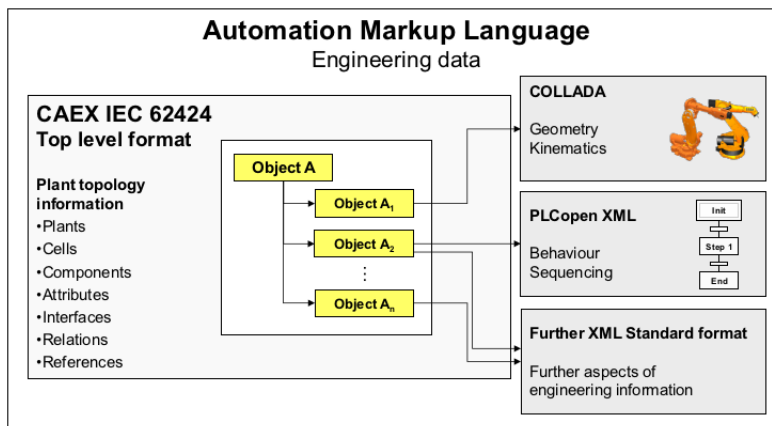 Automation Markup Language
Engineering data
CAEX IEC 62424
Top level format
Plant topology
information
•Plants
•Cells
•Components
•Attributes
•Interfaces
•Relations
•References
Object A
Object A₁
Object A₂
⋮
Object Aₙ
COLLADA
Geometry
Kinematics
PLCopen XML
Behaviour
Sequencing
Init
Step 1
End
Further XML Standard format
Further aspects of
engineering information